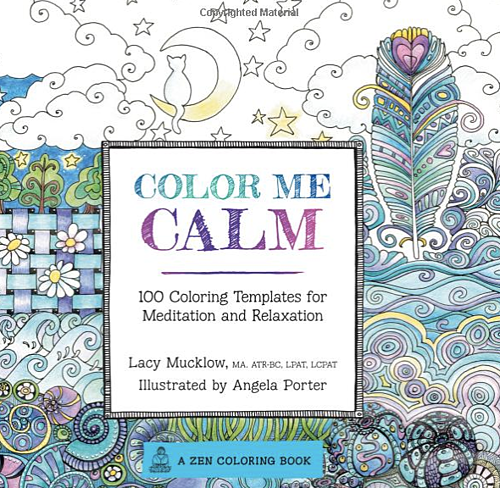 Copyrighted Material
COLOR ME
CALM
100 Coloring Templates for
Meditation and Relaxation
Lacy Mucklow, MA. ATR-BC, LPAT, LCPAT
Illustrated by Angela Porter
A ZEN COLORING BOOK